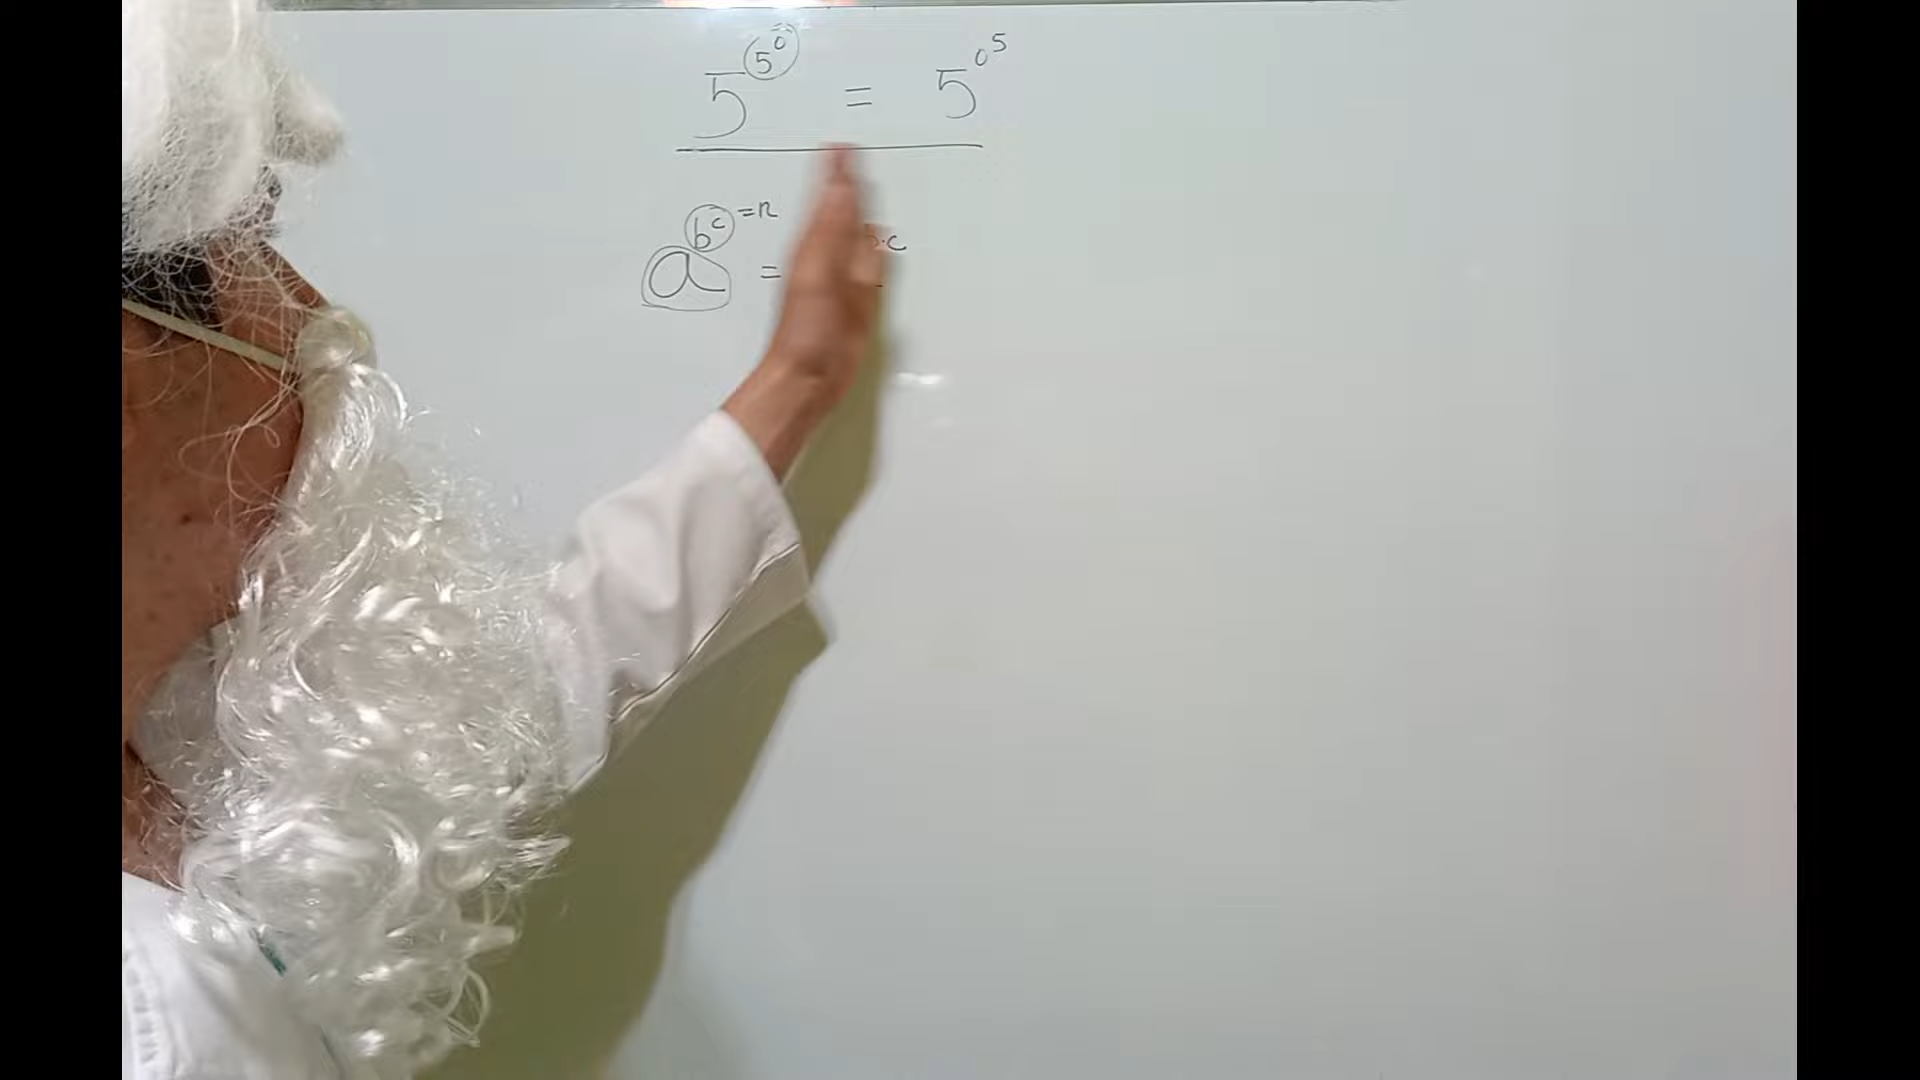 5^5^0 = 5^0^5
a^b^c =n = ·c